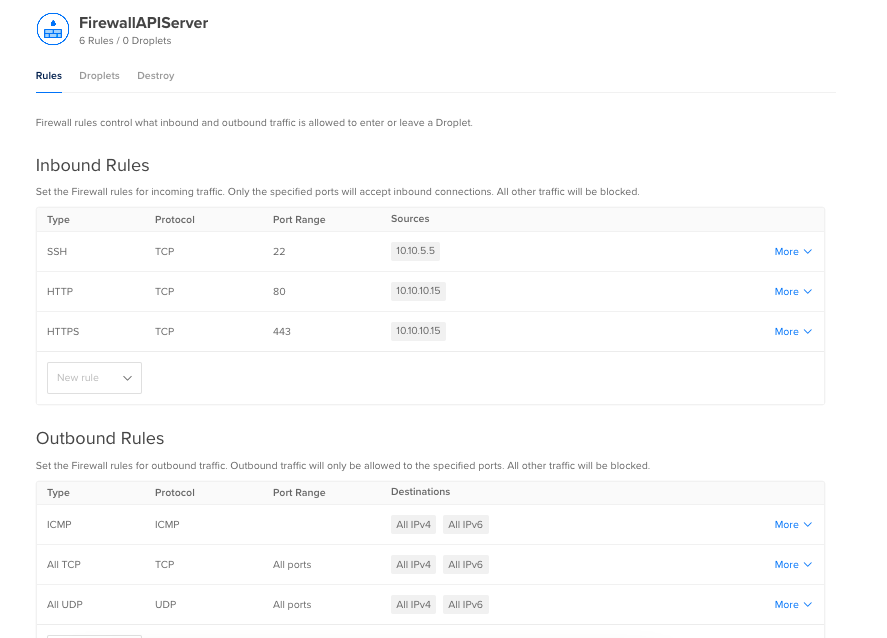 FirewallAPIServer
6 Rules / 0 Droplets
Rules Droplets Destroy
Firewall rules control what inbound and outbound traffic is allowed to enter or leave a Droplet.
Inbound Rules
Set the Firewall rules for incoming traffic. Only the specified ports will accept inbound connections. All other traffic will be blocked.
Type Protocol Port Range Sources
SSH TCP 22 10.10.5.5 More
HTTP TCP 80 10.10.10.15 More
HTTPS TCP 443 10.10.10.15 More
New rule
Outbound Rules
Set the Firewall rules for outbound traffic. Outbound traffic will only be allowed to the specified ports. All other traffic will be blocked.
Type Protocol Port Range Destinations
ICMP ICMP All IPv4 All IPv6 More
All TCP TCP All ports All IPv4 All IPv6 More
All UDP UDP All ports All IPv4 All IPv6 More